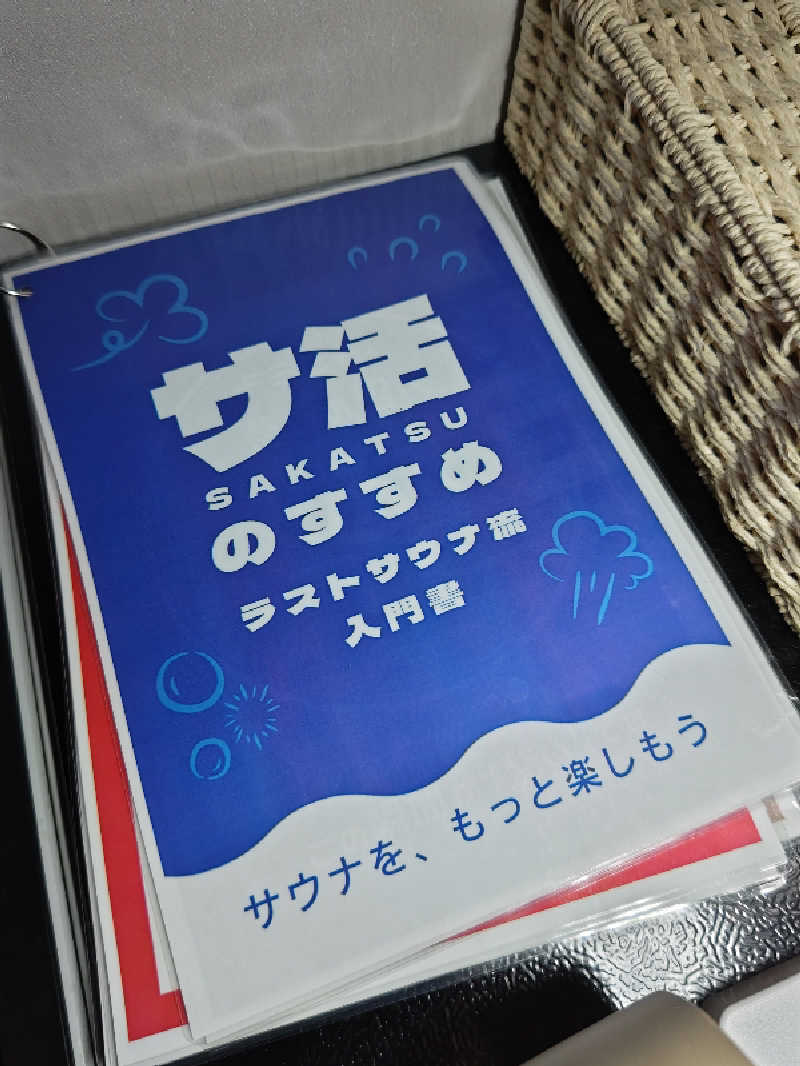 サ活
SAKATSU
のすすめ
ラストサウナ流
入門書
サウナを、もっと楽しもう